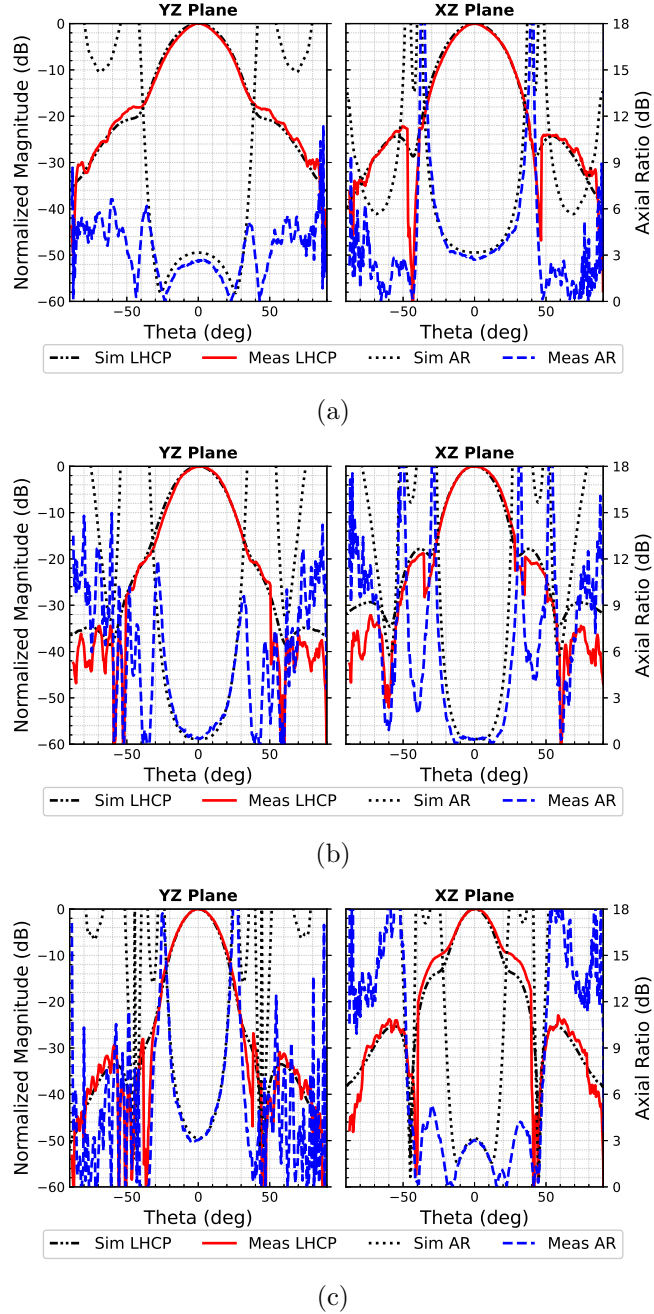 YZ Plane XZ Plane
0 18
−10 15
−20 12
−30 9
−40 6
−50 3
−60 0
Normalized Magnitude (dB) Axial Ratio (dB)
−50 0 50 −50 0 50
Theta (deg) Theta (deg)
Sim LHCP Meas LHCP Sim AR Meas AR
(a)
YZ Plane XZ Plane
0 18
−10 15
−20 12
−30 9
−40 6
−50 3
−60 0
Normalized Magnitude (dB) Axial Ratio (dB)
−50 0 50 −50 0 50
Theta (deg) Theta (deg)
Sim LHCP Meas LHCP Sim AR Meas AR
(b)
YZ Plane XZ Plane
0 18
−10 15
−20 12
−30 9
−40 6
−50 3
−60 0
Normalized Magnitude (dB) Axial Ratio (dB)
−50 0 50 −50 0 50
Theta (deg) Theta (deg)
Sim LHCP Meas LHCP Sim AR Meas AR
(c)